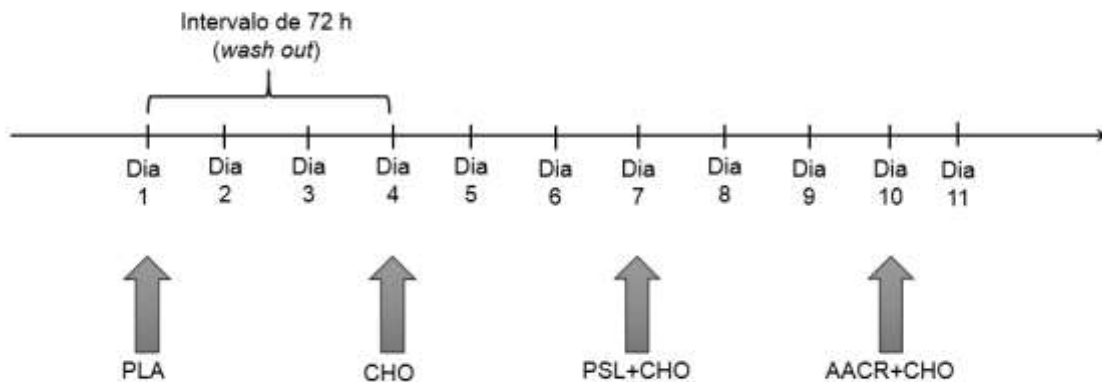 Intervalo de 72 h
(wash out)
Dia Dia Dia Dia Dia Dia Dia Dia Dia Dia Dia
1 2 3 4 5 6 7 8 9 10 11
PLA CHO PSL+CHO AACR+CHO